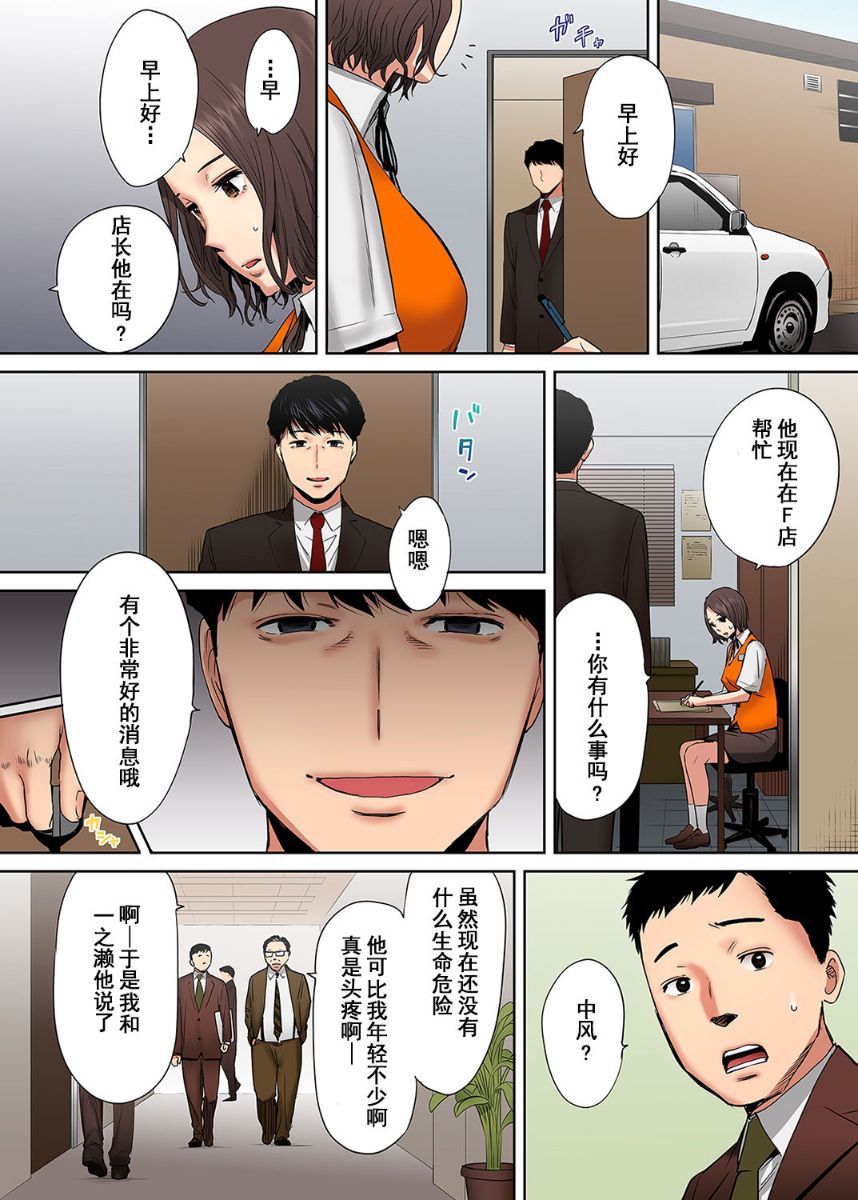 ガチャ
早上好
…早
早上好…
店长他在吗？
他现在在F店
帮忙
…你有什么事吗？
バタン
嗯嗯
有个非常好的消息哦
ガシャ
中风？
虽然现在还没有
什么生命危险
他可比我年轻不少啊
真是头疼啊——
啊—于是我和
一之濑他说了